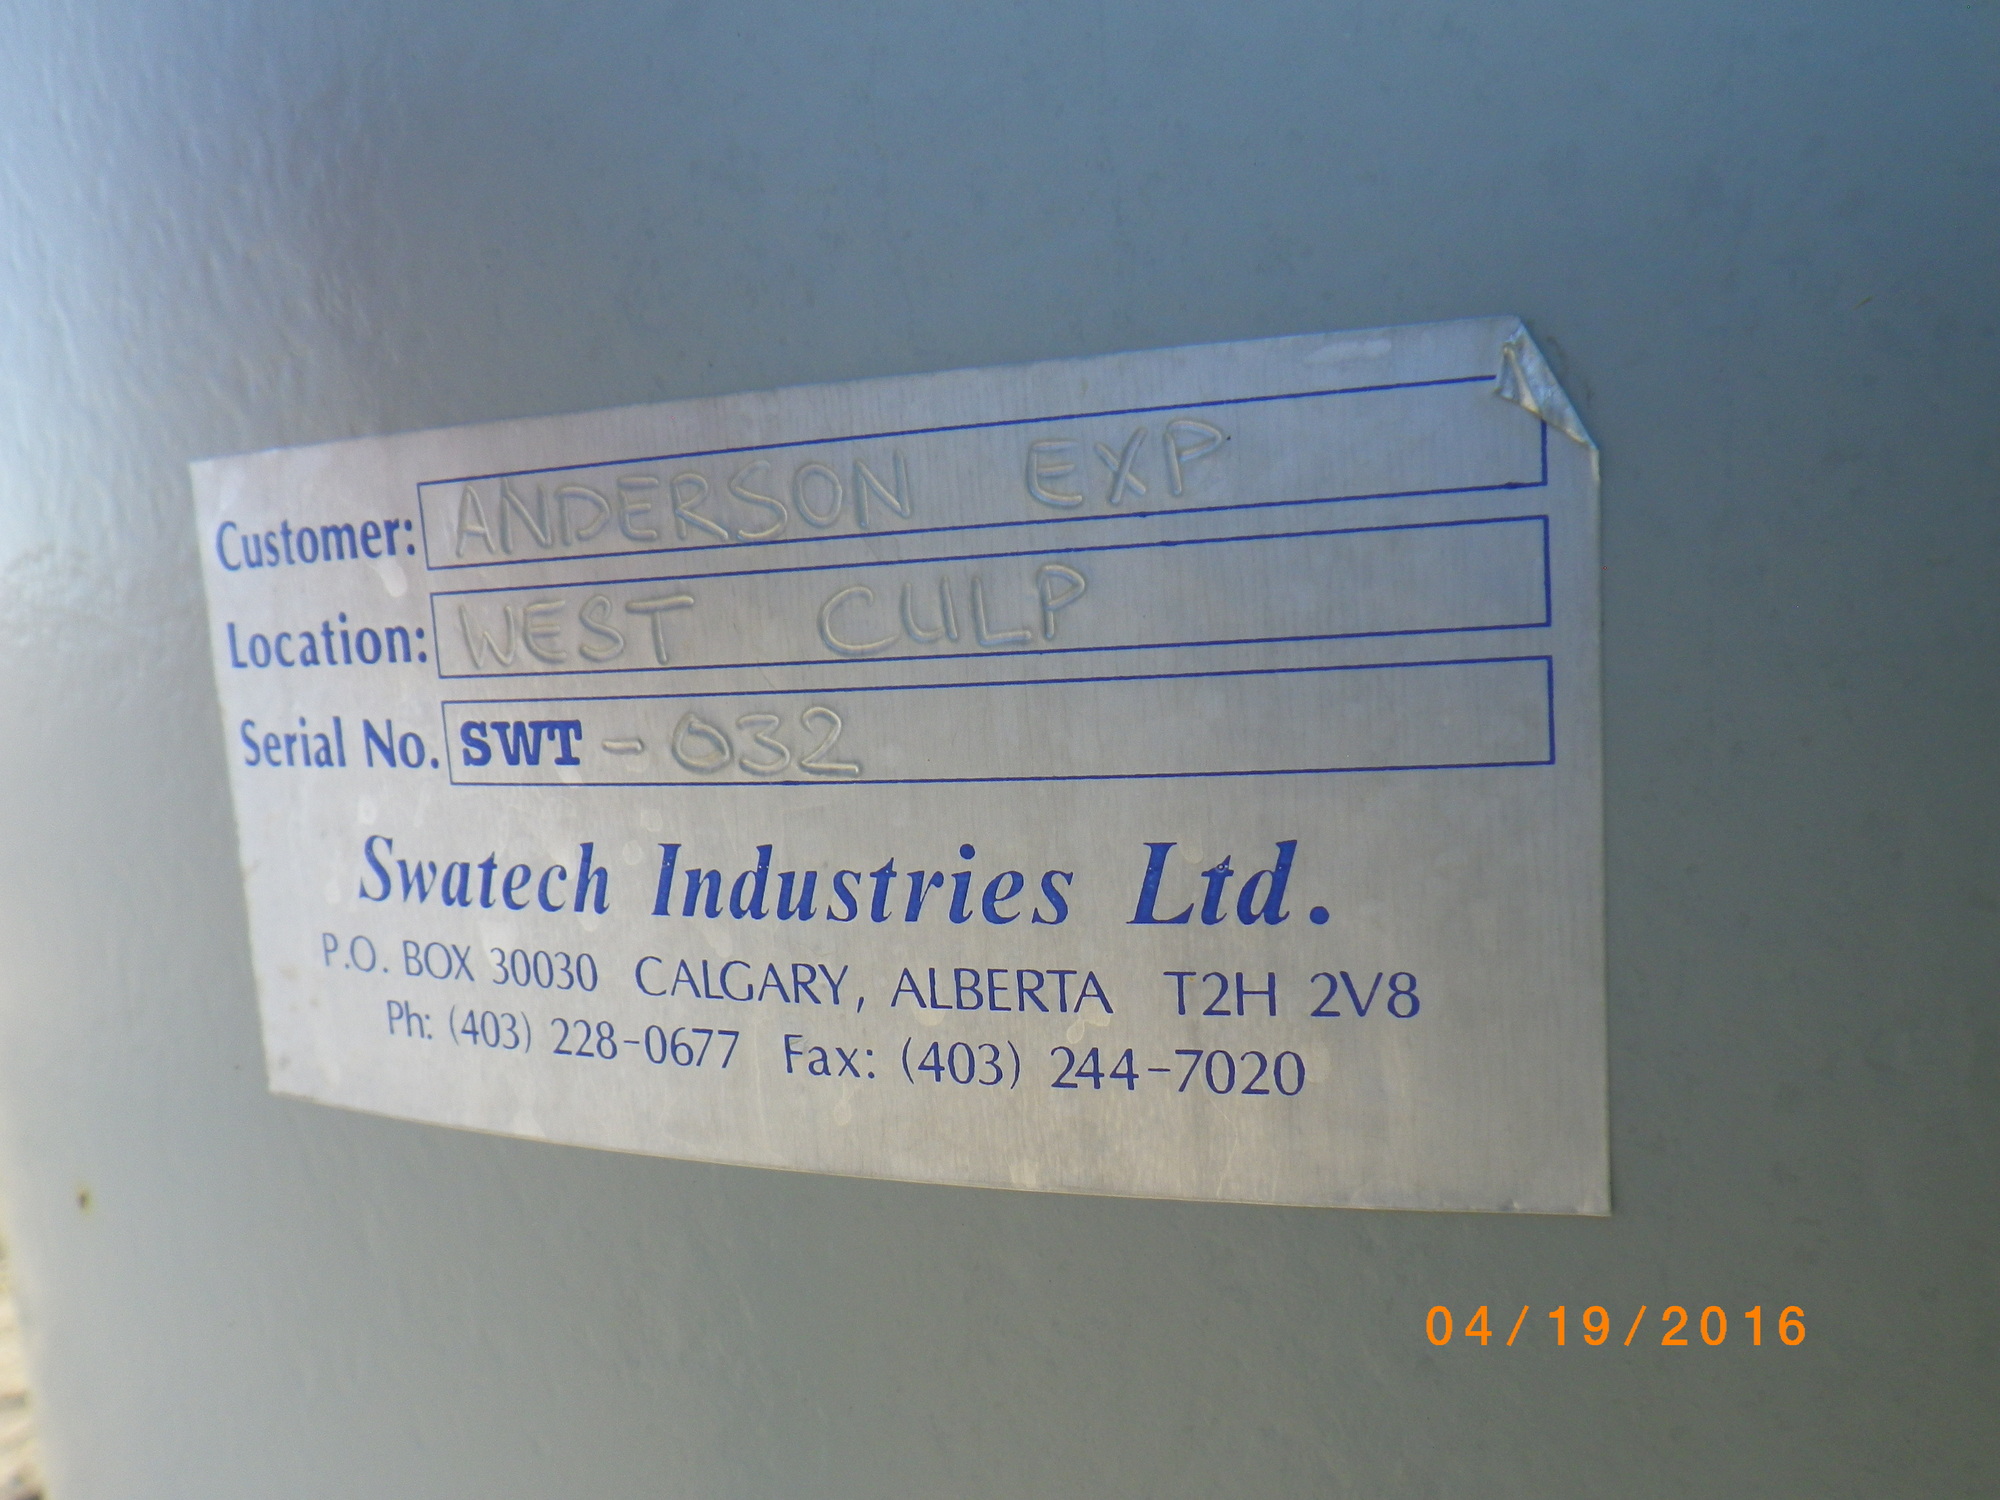 Customer: ANDERSON EXP
Location: WEST CULP
Serial No. SWT - 032
Swatech Industries Ltd.
P.O. BOX 30030 CALGARY, ALBERTA T2H 2V8
Ph: (403) 228-0677 Fax: (403) 244-7020
04/19/2016